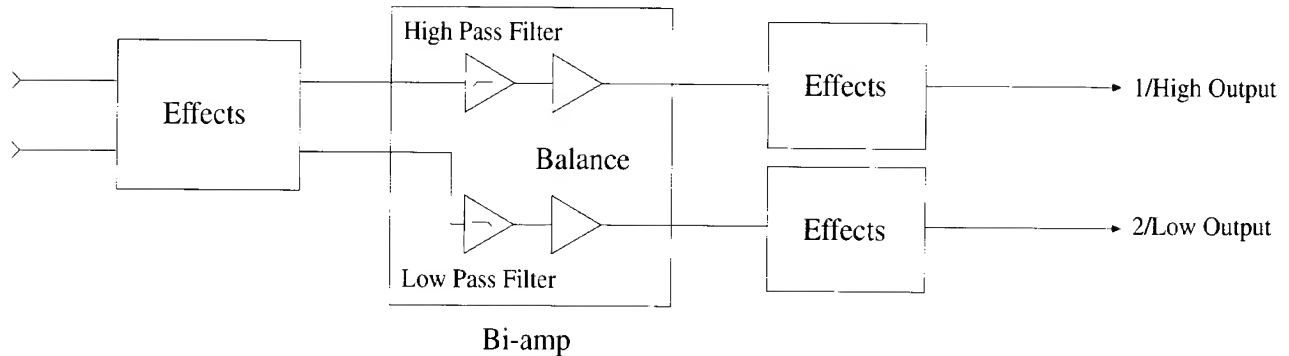 High Pass Filter
Effects
Effects
1/High Output
Balance
Effects
2/Low Output
Low Pass Filter
Bi-amp